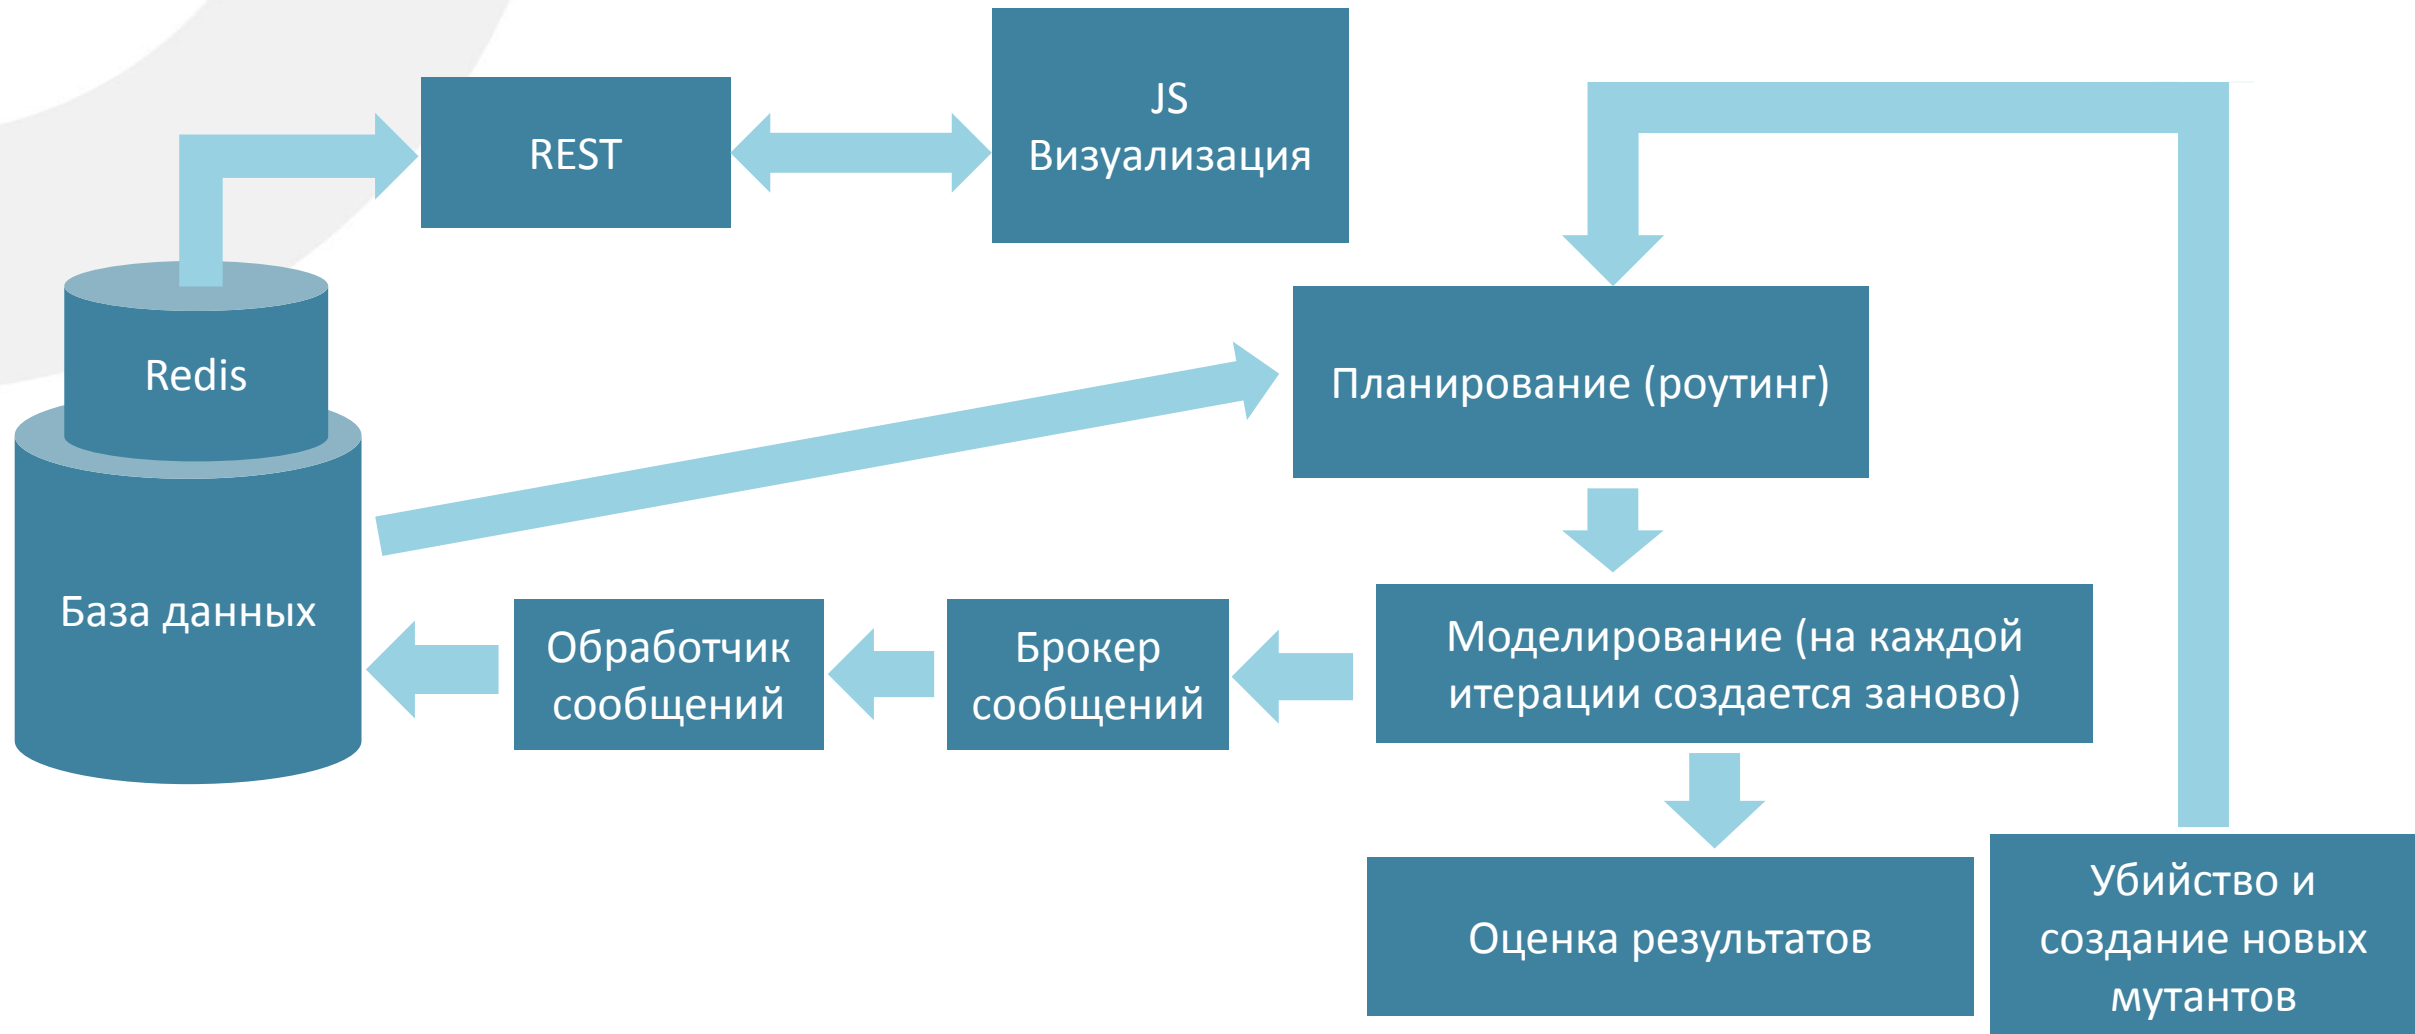 REST
JS
Визуализация
Redis
Планирование (роутинг)
База данных
Обработчик
сообщений
Брокер
сообщений
Моделирование (на каждой
итерации создается заново)
Оценка результатов
Убийство и
создание новых
мутантов